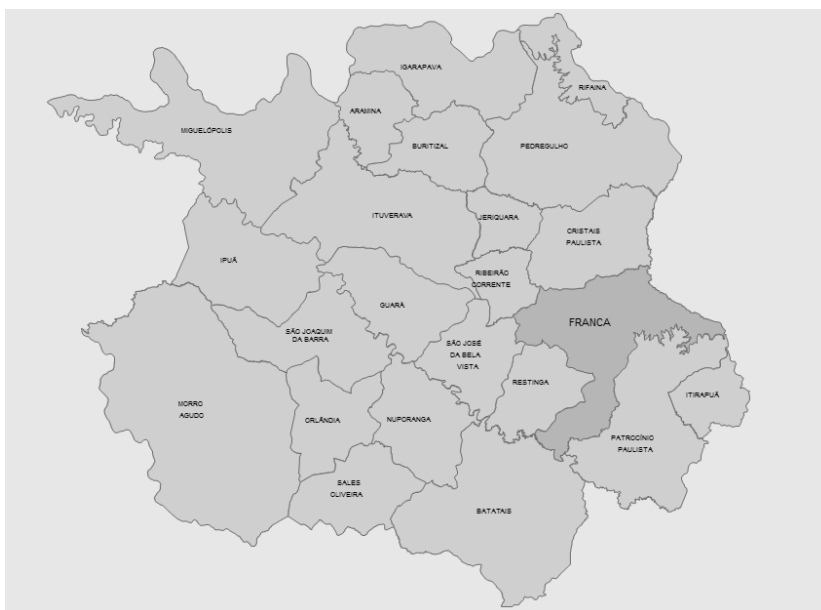 IGARAPAVA
RIFAINA
ARAMINA
MIGUELÓPOLIS
BURITIZAL
PEDREGULHO
ITUVERAVA
JERIQUARA
CRISTAIS
PAULISTA
IPUÃ
RIBEIRÃO
CORRENTE
GUARÁ
FRANCA
SÃO JOAQUIM
DA BARRA
SÃO JOSÉ
DA BELA
VISTA
RESTINGA
ITIRAPUÃ
MORRO
AGUDO
ORLÂNDIA
NUPORANGA
PATROCÍNIO
PAULISTA
SALES
OLIVEIRA
BATATAIS